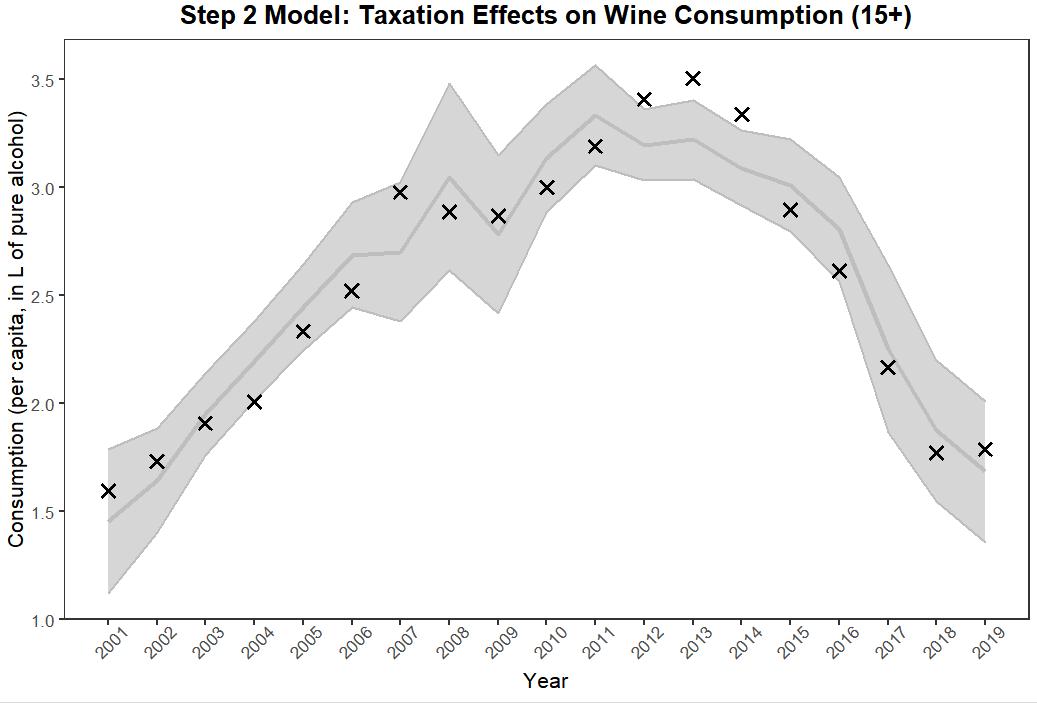 Step 2 Model: Taxation Effects on Wine Consumption (15+)
Consumption (per capita, in L of pure alcohol)
3.5
3.0
2.5
2.0
1.5
1.0
2001 2002 2003 2004 2005 2006 2007 2008 2009 2010 2011 2012 2013 2014 2015 2016 2017 2018 2019
Year